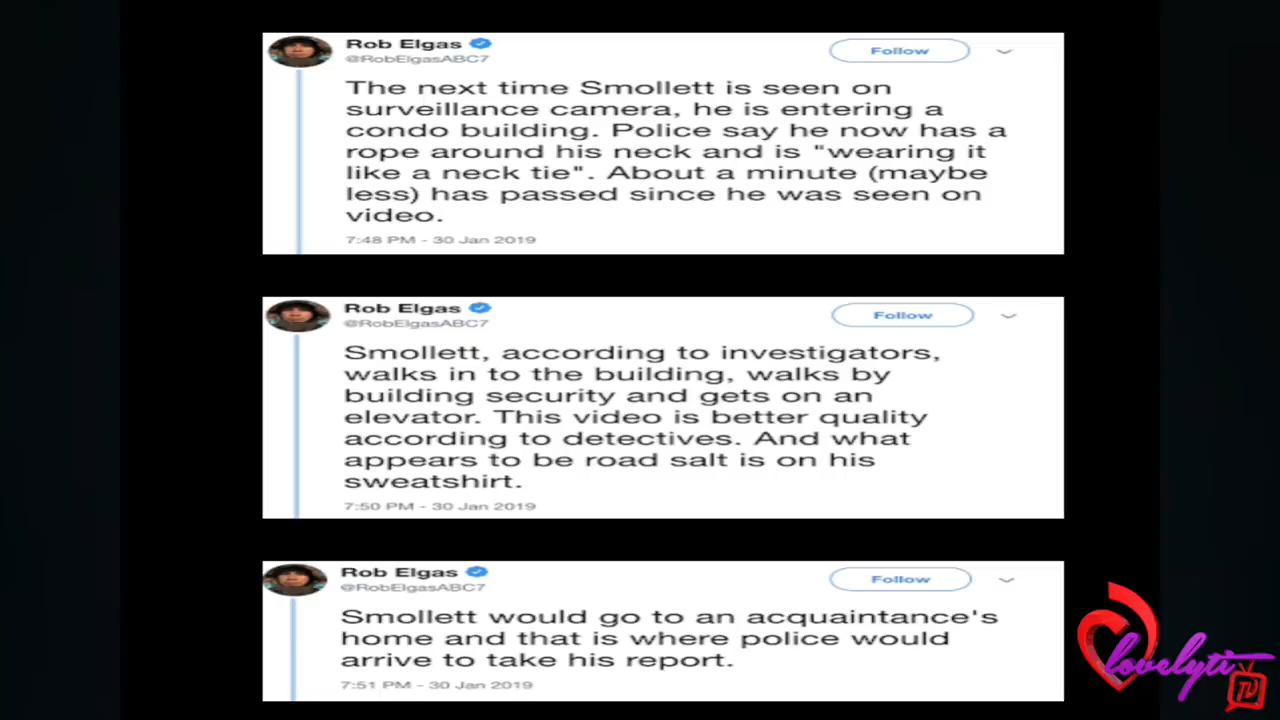 Rob Elgas
@RobElgasABC7
Follow
The next time Smollett is seen on
surveillance camera, he is entering a
condo building. Police say he now has a
rope around his neck and is "wearing it
like a neck tie". About a minute (maybe
less) has passed since he was seen on
video.
7:48 PM - 30 Jan 2019
Rob Elgas
@RobElgasABC7
Follow
Smollett, according to investigators,
walks in to the building, walks by
building security and gets on an
elevator. This video is better quality
according to detectives. And what
appears to be road salt is on his
sweatshirt.
7:50 PM - 30 Jan 2019
Rob Elgas
@RobElgasABC7
Follow
Smollett would go to an acquaintance's
home and that is where police would
arrive to take his report.
7:51 PM - 30 Jan 2019
lovelyti
TV